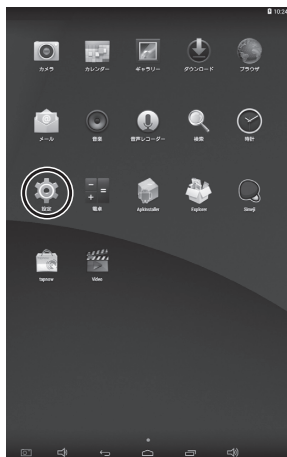 10:24
カメラ
カレンダー
ギャラリー
ダウンロード
ブラウザ
メール
音楽
音声レコーダー
検索
時計
設定
電卓
ApkInstaller
Explorer
Simeji
tapnow
Video